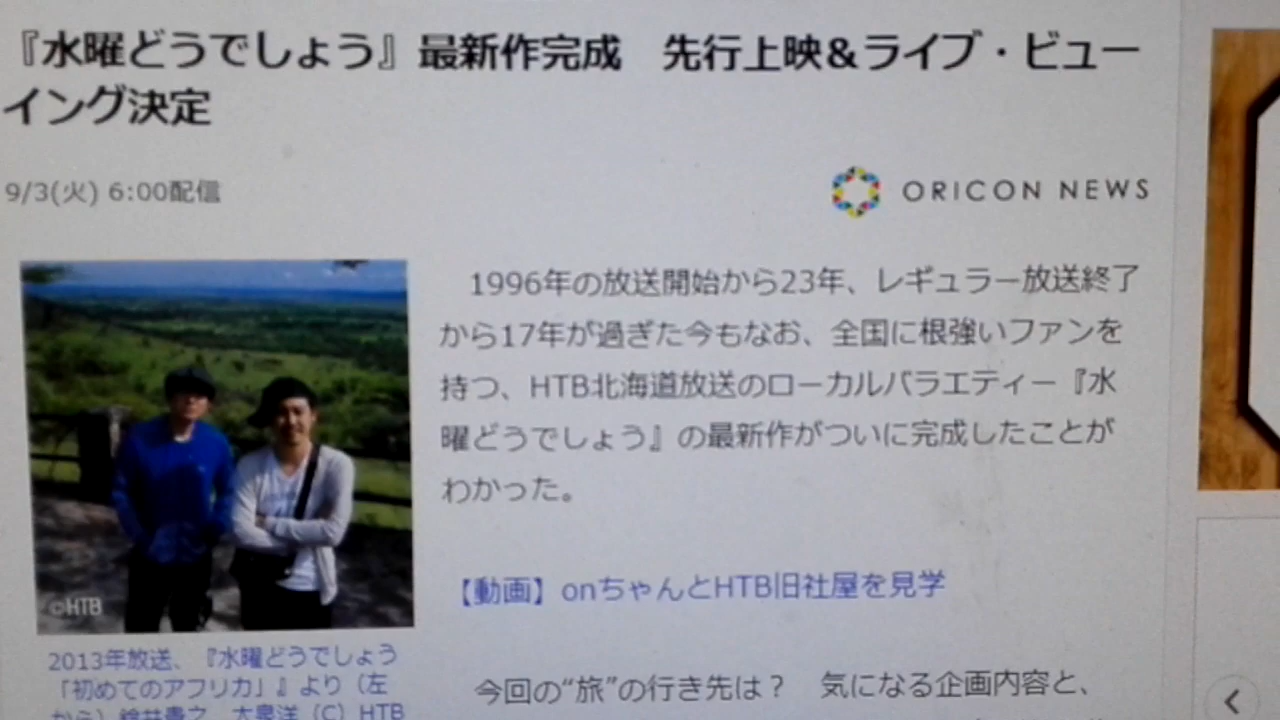 『水曜どうでしょう』最新作完成　先行上映&ライブ・ビュー
イング決定
9/3(火) 6:00配信
ORICON NEWS
1996年の放送開始から23年、レギュラー放送終了
から17年が過ぎた今もなお、全国に根強いファンを
持つ、HTB北海道放送のローカルバラエティー『水
曜どうでしょう』の最新作がついに完成したことが
わかった。
【動画】onちゃんとHTB旧社屋を見学
今回の“旅”の行き先は？　気になる企画内容と、
©HTB
2013年放送、『水曜どうでしょう
「初めてのアフリカ」』より（左
から）鈴井貴之、大泉洋（C）HTB